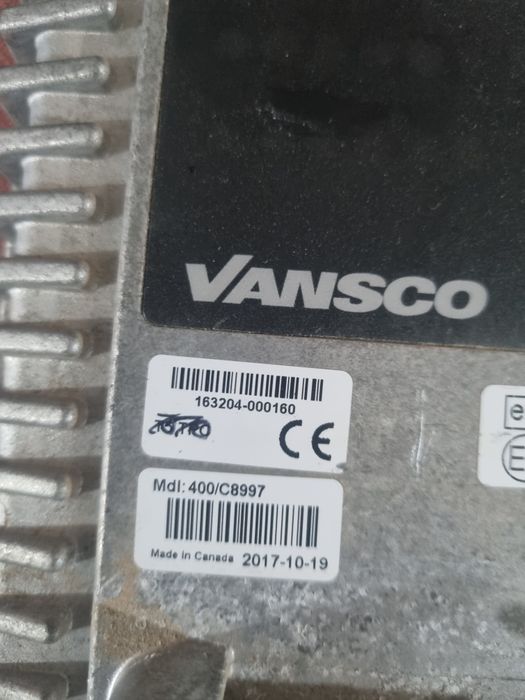 VANSCO
163204-000160
CE
Mdl: 400/C8997
Made in Canada 2017-10-19
e
E